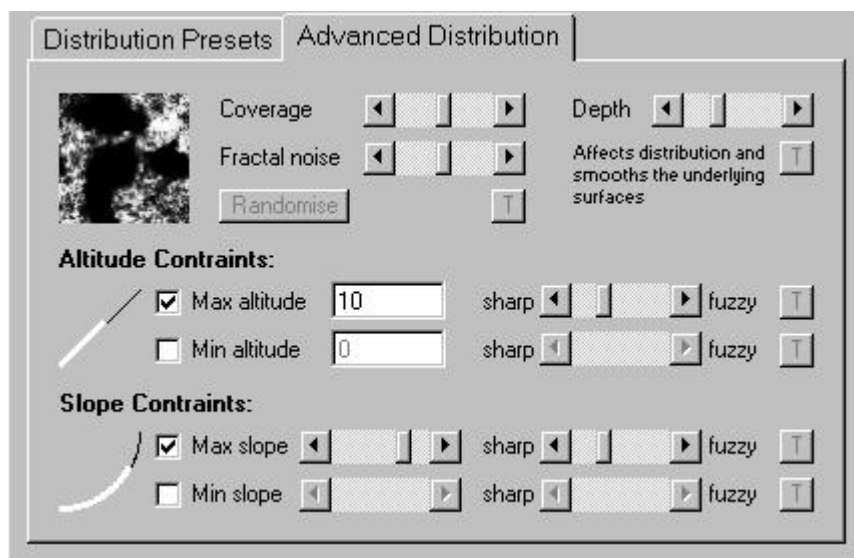 Distribution Presets Advanced Distribution
Coverage Depth
Fractal noise Affects distribution and T
smooths the underlying
surfaces
Randomise T
Altitude Contraints:
Max altitude 10 sharp fuzzy T
Min altitude 0 sharp fuzzy T
Slope Contraints:
Max slope sharp fuzzy T
Min slope sharp fuzzy T